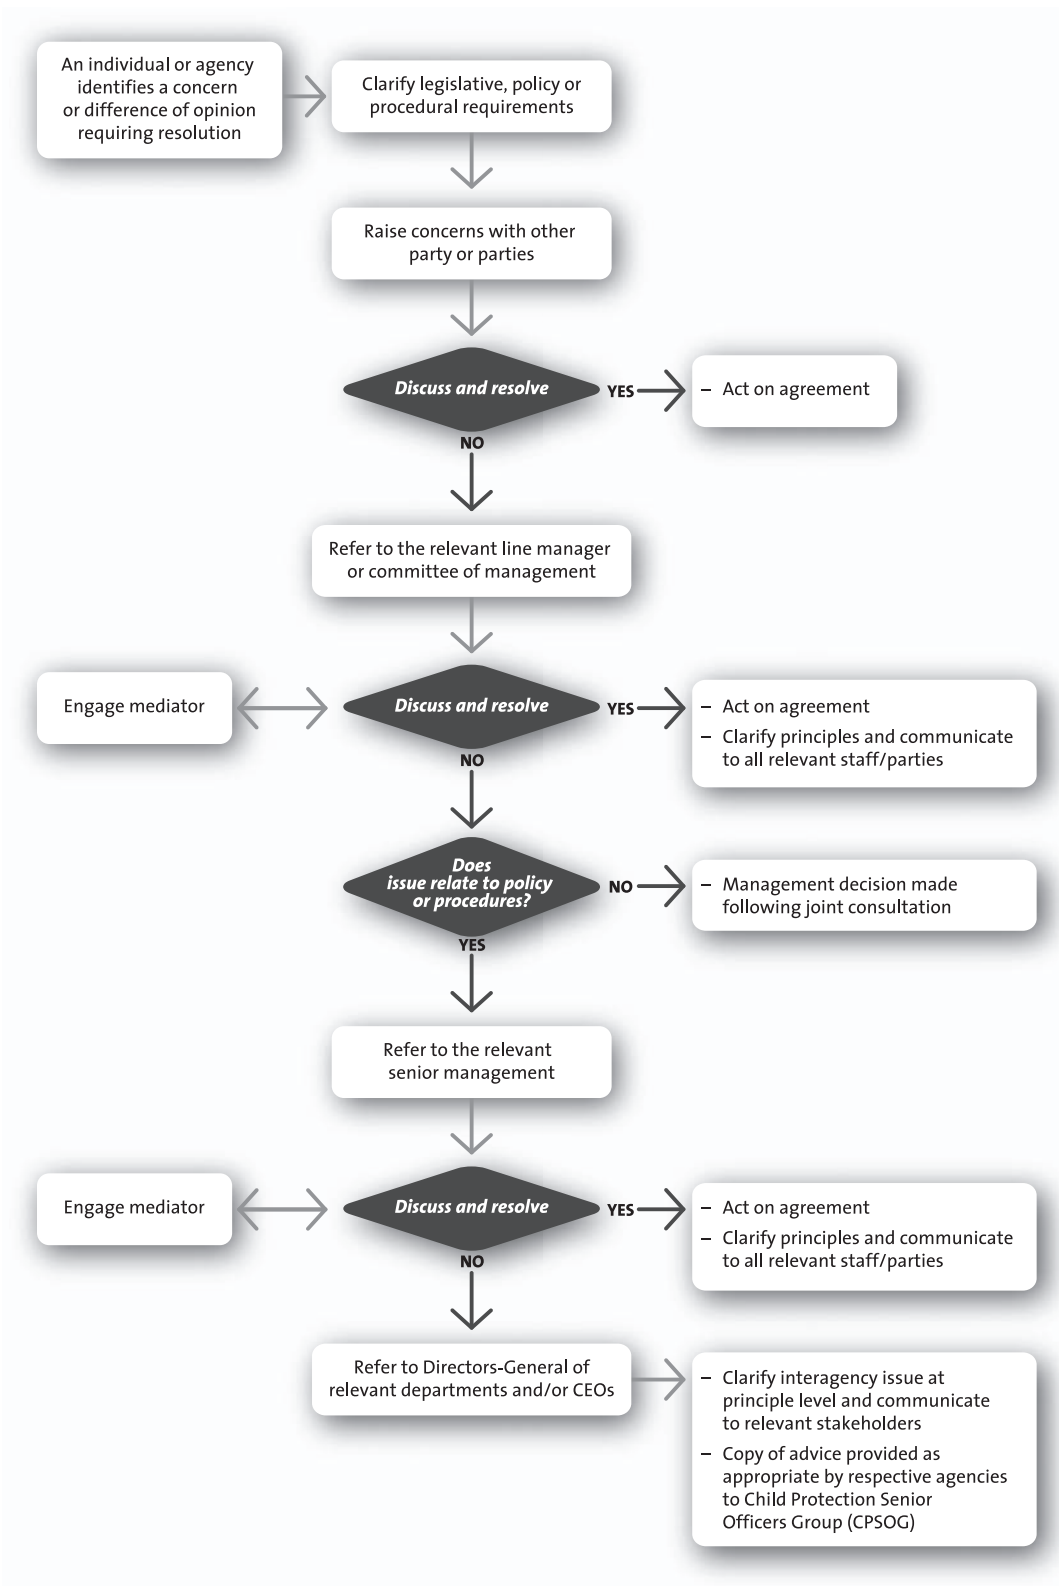 An individual or agency
identifies a concern
or difference of opinion
requiring resolution
Clarify legislative, policy or
procedural requirements
Raise concerns with other
party or parties
Discuss and resolve
YES
– Act on agreement
NO
Refer to the relevant line manager
or committee of management
Engage mediator
Discuss and resolve
YES
– Act on agreement
– Clarify principles and communicate
to all relevant staff/parties
NO
Does
issue relate to policy
or procedures?
NO
– Management decision made
following joint consultation
YES
Refer to the relevant
senior management
Engage mediator
Discuss and resolve
YES
– Act on agreement
– Clarify principles and communicate
to all relevant staff/parties
NO
Refer to Directors-General of
relevant departments and/or CEOs
– Clarify interagency issue at
principle level and communicate
to relevant stakeholders
– Copy of advice provided as
appropriate by respective agencies
to Child Protection Senior
Officers Group (CPSOG)